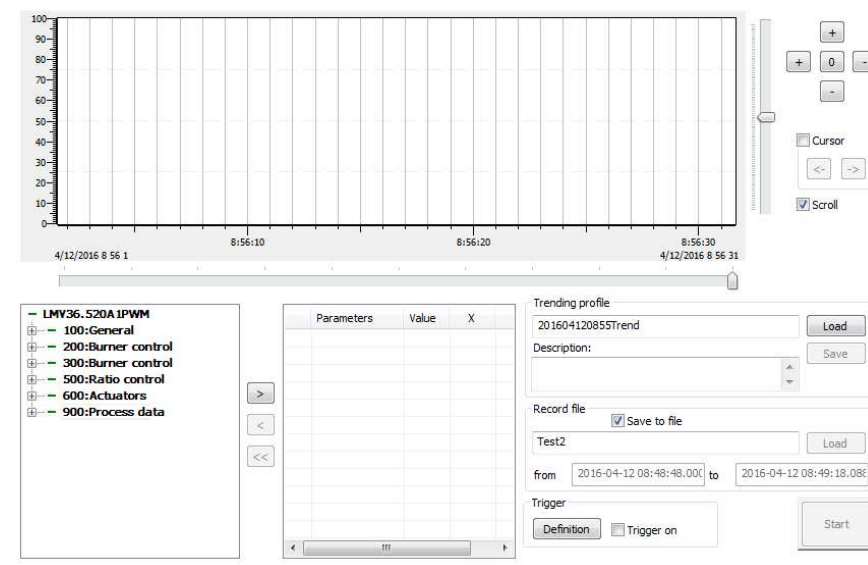 100
90
80
70
60
50
40
30
20
10
0
8:56:10 8:56:20 8:56:30
4/12/2016 8 56 1 4/12/2016 8 56 31
+
+ 0 -
-
Cursor
<- ->
Scroll
LMV36.520A1PWM
100:General
200:Burner control
300:Burner control
500:Ratio control
600:Actuators
900:Process data
>
<
<<
Parameters Value X
Trending profile
201604120855Trend Load
Description: Save
Record file
Save to file
Test2 Load
from 2016-04-12 08:48:48.000 to 2016-04-12 08:49:18.088
Trigger
Definition Trigger on Start